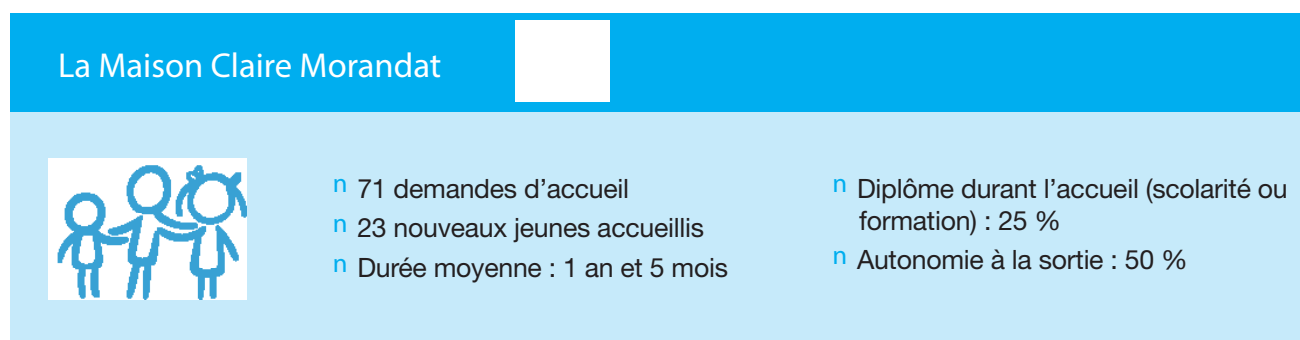 La Maison Claire Morandat
n 71 demandes d’accueil
n 23 nouveaux jeunes accueillis
n Durée moyenne : 1 an et 5 mois
n Diplôme durant l’accueil (scolarité ou
formation) : 25 %
n Autonomie à la sortie : 50 %